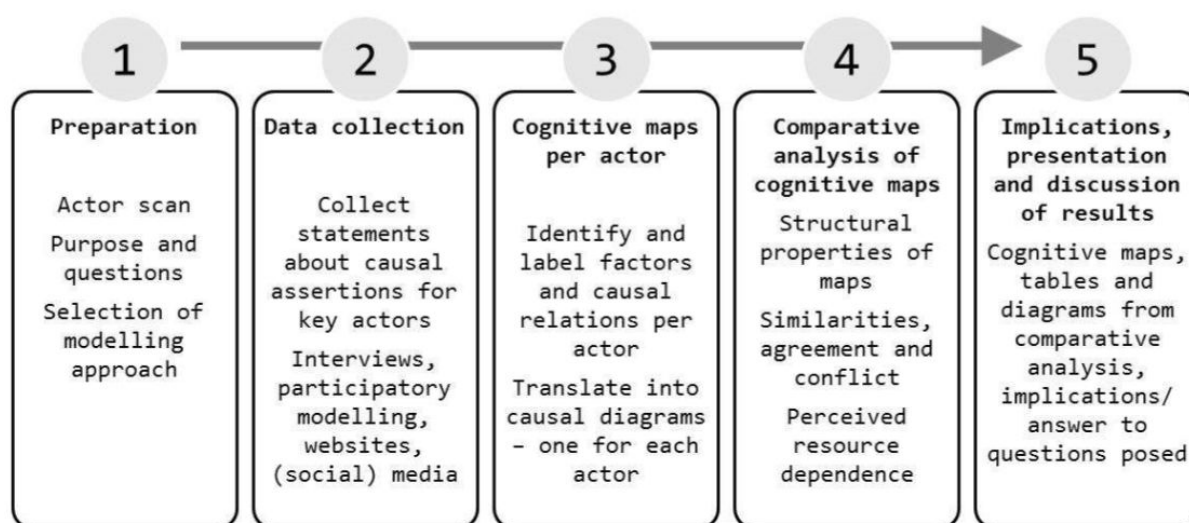 1
Preparation
Actor scan
Purpose and
questions
Selection of
modelling
approach
2
Data collection
Collect
statements
about causal
assertions for
key actors
Interviews,
participatory
modelling,
websites,
(social) media
3
Cognitive maps
per actor
Identify and
label factors
and causal
relations per
actor
Translate into
causal diagrams
– one for each
actor
4
Comparative
analysis of
cognitive maps
Structural
properties of
maps
Similarities,
agreement and
conflict
Perceived
resource
dependence
5
Implications,
presentation
and discussion
of results
Cognitive maps,
tables and
diagrams from
comparative
analysis,
implications/
answer to
questions posed